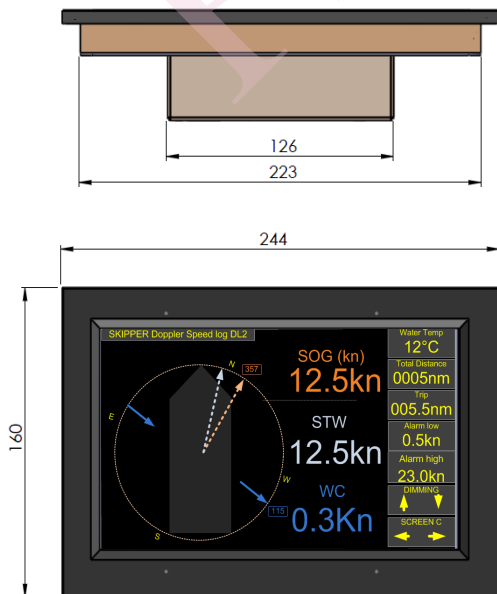 126
223
244
160
SKIPPER Doppler Speed log DL2
N
357
E
W
115
S
SOG (kn)
12.5kn
STW
12.5kn
WC
0.3Kn
Water Temp
12°C
Total Distance
0005nm
Trip
005.5nm
Alarm low
0.5kn
Alarm high
23.0kn
DIMMING
SCREEN C